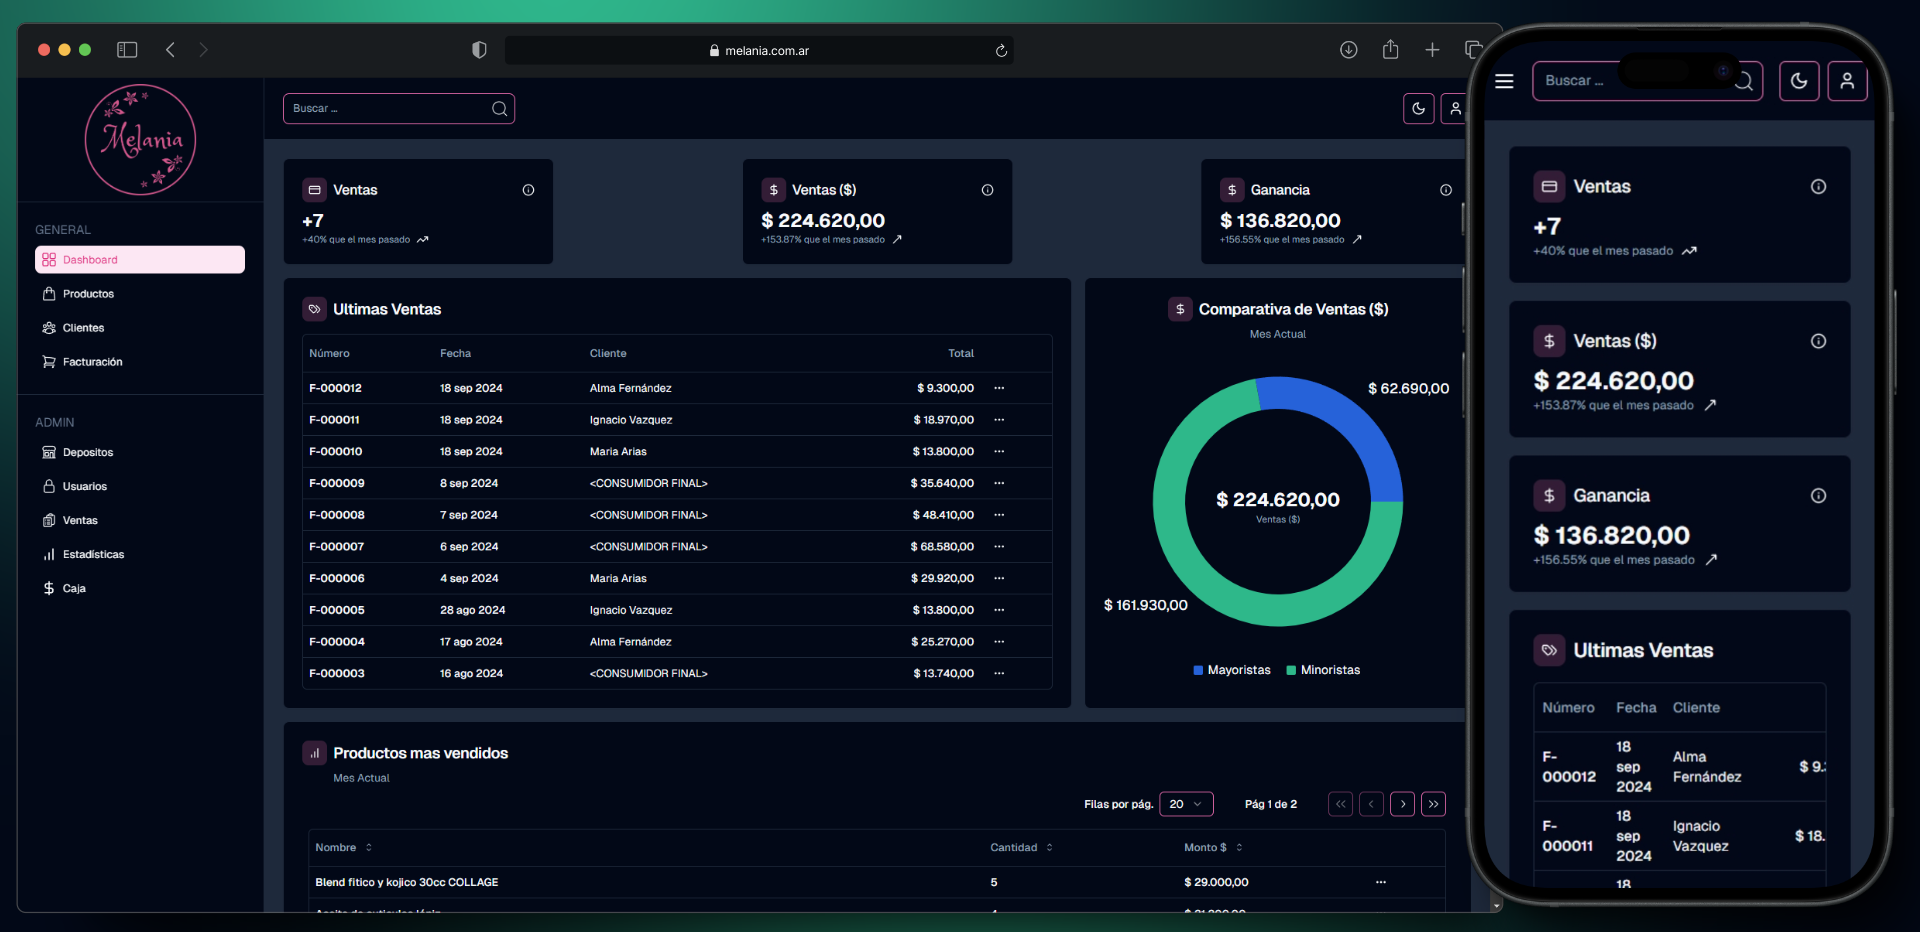 melania.com.ar
Melania
Buscar ...
GENERAL
Dashboard
Productos
Clientes
Facturación
ADMIN
Depositos
Usuarios
Ventas
Estadísticas
Caja
Ventas
+7
+40% que el mes pasado
Ventas ($)
$ 224.620,00
+153.87% que el mes pasado
Ganancia
$ 136.820,00
+156.55% que el mes pasado
Ultimas Ventas
Número Fecha Cliente Total
F-000012 18 sep 2024 Alma Fernández $ 9.300,00
F-000011 18 sep 2024 Ignacio Vazquez $ 18.970,00
F-000010 18 sep 2024 Maria Arias $ 13.800,00
F-000009 8 sep 2024 <CONSUMIDOR FINAL> $ 35.640,00
F-000008 7 sep 2024 <CONSUMIDOR FINAL> $ 48.410,00
F-000007 6 sep 2024 <CONSUMIDOR FINAL> $ 68.580,00
F-000006 4 sep 2024 Maria Arias $ 29.920,00
F-000005 28 ago 2024 Ignacio Vazquez $ 13.800,00
F-000004 17 ago 2024 Alma Fernández $ 25.270,00
F-000003 16 ago 2024 <CONSUMIDOR FINAL> $ 13.740,00
Comparativa de Ventas ($)
Mes Actual
$ 62.690,00
$ 224.620,00
Ventas ($)
$ 161.930,00
Mayoristas Minoristas
Productos mas vendidos
Mes Actual
Filas por pág. 20 Pág 1 de 2
Nombre Cantidad Monto $
Blend fitico y kojico 30cc COLLAGE 5 $ 29.000,00
Buscar ...
Ventas
+7
+40% que el mes pasado
Ventas ($)
$ 224.620,00
+153.87% que el mes pasado
Ganancia
$ 136.820,00
+156.55% que el mes pasado
Ultimas Ventas
Número Fecha Cliente
F-
000012
18
sep
2024
Alma
Fernández
$ 9.
F-
000011
18
sep
2024
Ignacio
Vazquez
$ 18.
18